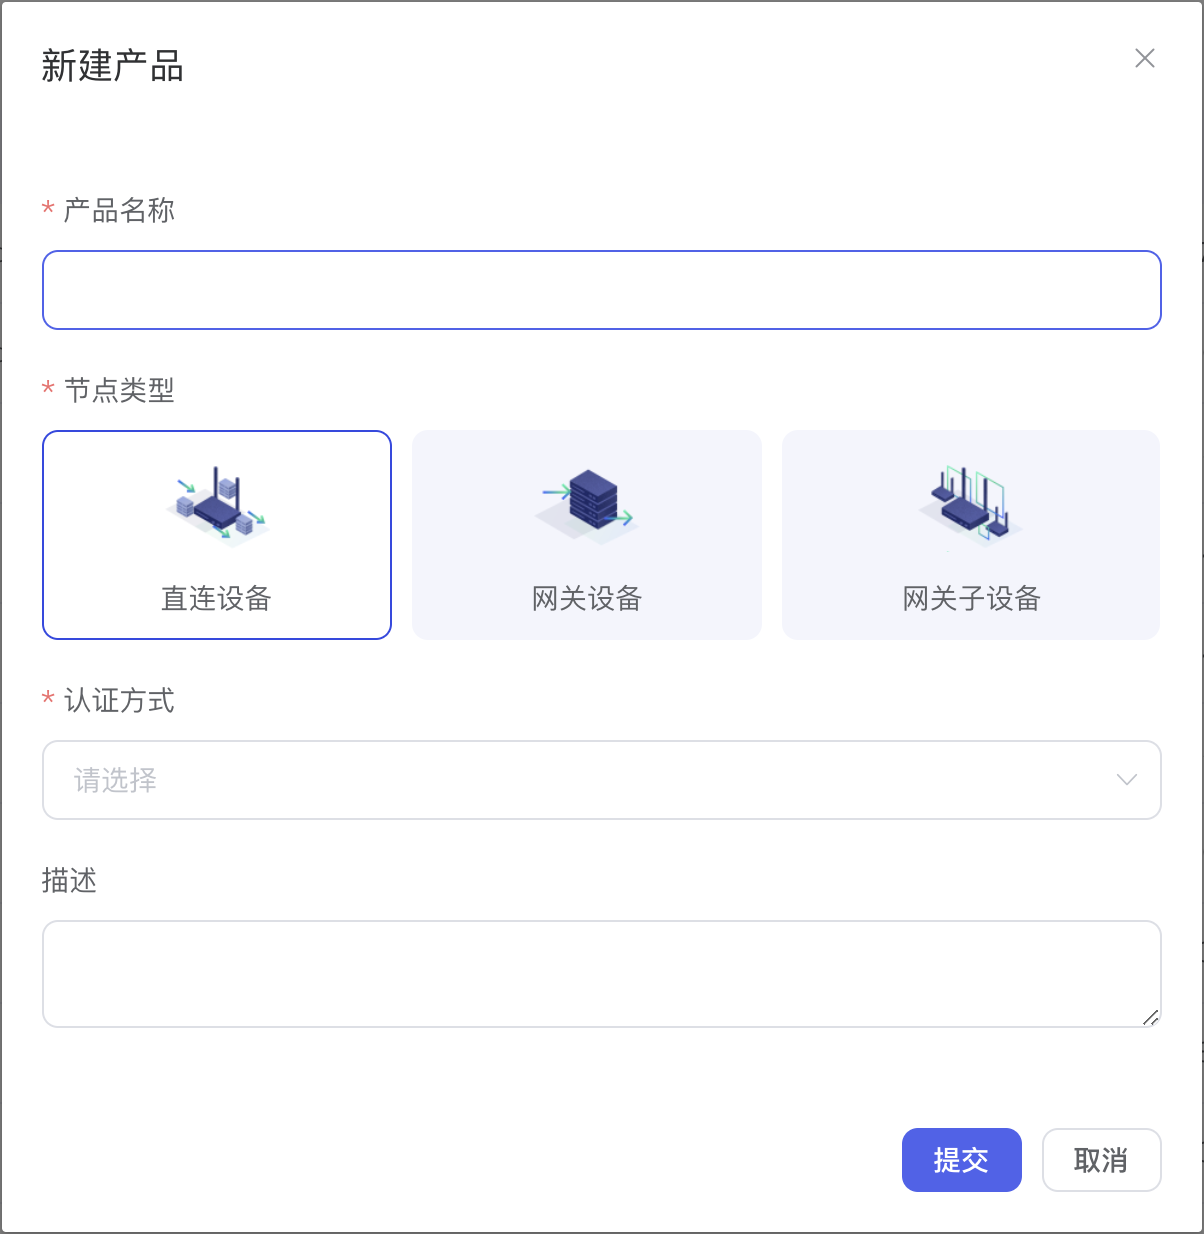 新建产品
* 产品名称
* 节点类型
直连设备 网关设备 网关子设备
* 认证方式
请选择
描述
提交 取消